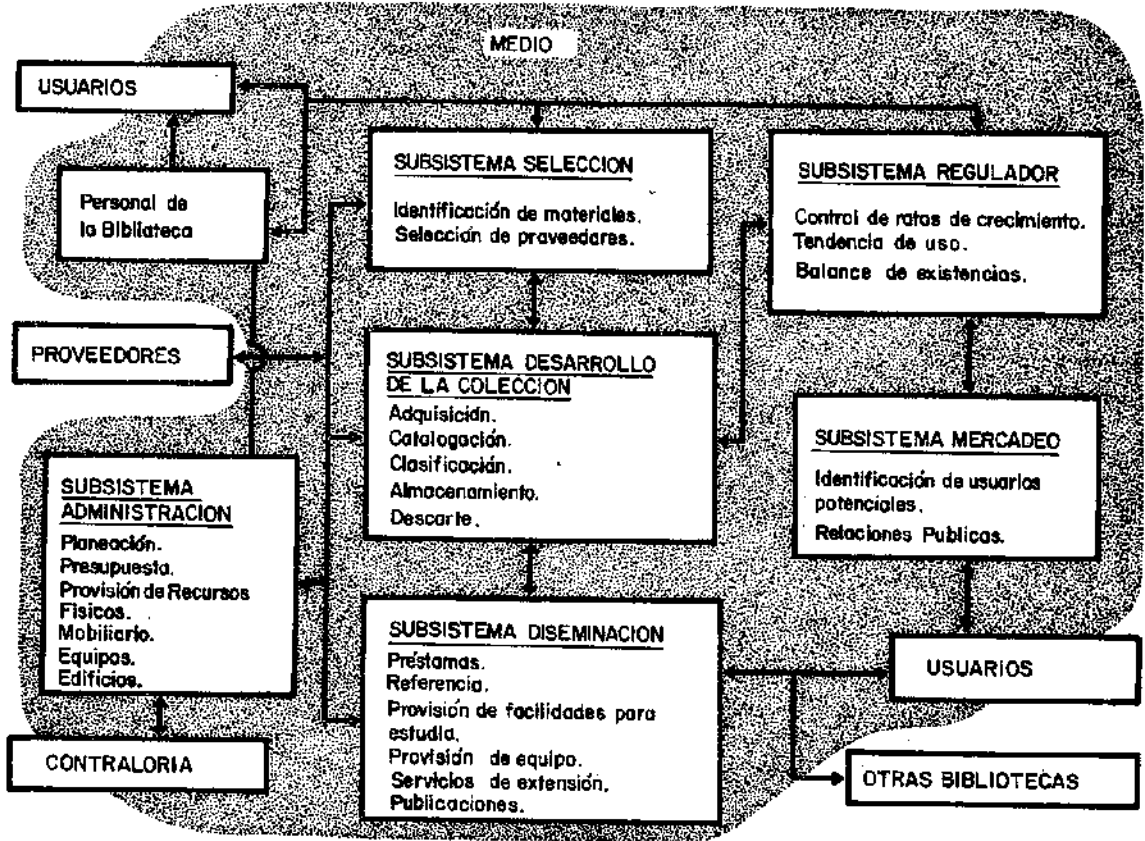 MEDIO
USUARIOS
Personal de
la Biblioteca
PROVEEDORES
SUBSISTEMA
ADMINISTRACION
Planeación.
Presupuesto.
Provisión de Recursos
Físicos.
Mobiliario.
Equipos.
Edificios.
CONTRALORIA
SUBSISTEMA SELECCION
Identificación de materiales.
Selección de proveedores.
SUBSISTEMA DESARROLLO
DE LA COLECCION
Adquisición.
Catalogación.
Clasificación.
Almacenamiento.
Descarte.
SUBSISTEMA DISEMINACION
Préstamos.
Referencia.
Provisión de facilidades para
estudio.
Provisión de equipo.
Servicios de extensión.
Publicaciones.
SUBSISTEMA REGULADOR
Control de ratas de crecimiento.
Tendencia de uso.
Balance de existencias.
SUBSISTEMA MERCADEO
Identificación de usuarios
potenciales.
Relaciones Publicas.
USUARIOS
OTRAS BIBLIOTECAS